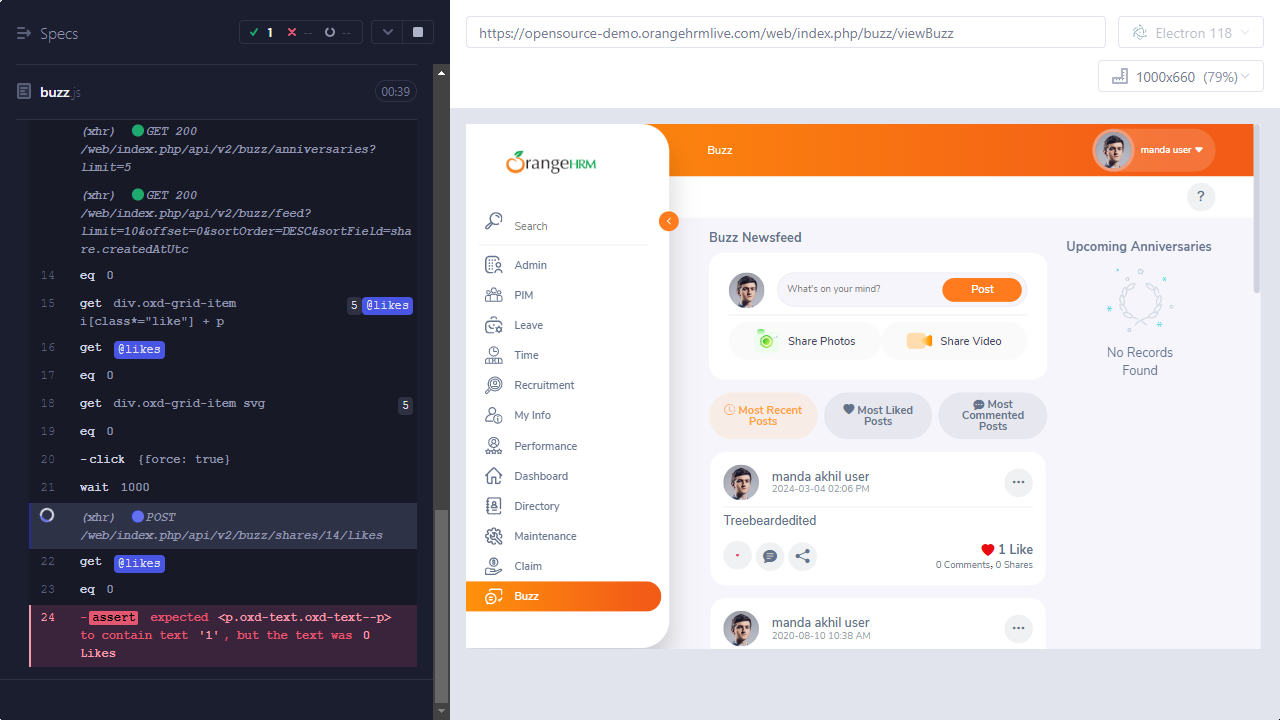 Specs
1
--
--
buzz.js
00:39
(xhr) GET 200
/web/index.php/api/v2/buzz/anniversaries?
limit=5
(xhr) GET 200
/web/index.php/api/v2/buzz/feed?
limit=10&offset=0&sortOrder=DESC&sortField=sha
re.createdAtUtc
14 eq 0
15 get div.oxd-grid-item 5 @likes
i[class*="like"] + p
16 get @likes
17 eq 0
18 get div.oxd-grid-item svg 5
19 eq 0
20 -click {force: true}
21 wait 1000
(xhr) POST
/web/index.php/api/v2/buzz/shares/14/likes
22 get @likes
23 eq 0
24 -assert expected <p.oxd-text.oxd-text--p>
to contain text '1', but the text was 0
Likes
https://opensource-demo.orangehrmlive.com/web/index.php/buzz/viewBuzz
Electron 118
1000x660 (79%)
OrangeHRM
Search
Admin
PIM
Leave
Time
Recruitment
My Info
Performance
Dashboard
Directory
Maintenance
Claim
Buzz
Buzz
manda user
?
Buzz Newsfeed
What's on your mind?
Post
Share Photos
Share Video
Most Recent
Posts
Most Liked
Posts
Most
Commented
Posts
manda akhil user
2024-03-04 02:06 PM
Treebeardedited
1 Like
0 Comments, 0 Shares
manda akhil user
2020-08-10 10:38 AM
Upcoming Anniversaries
No Records
Found